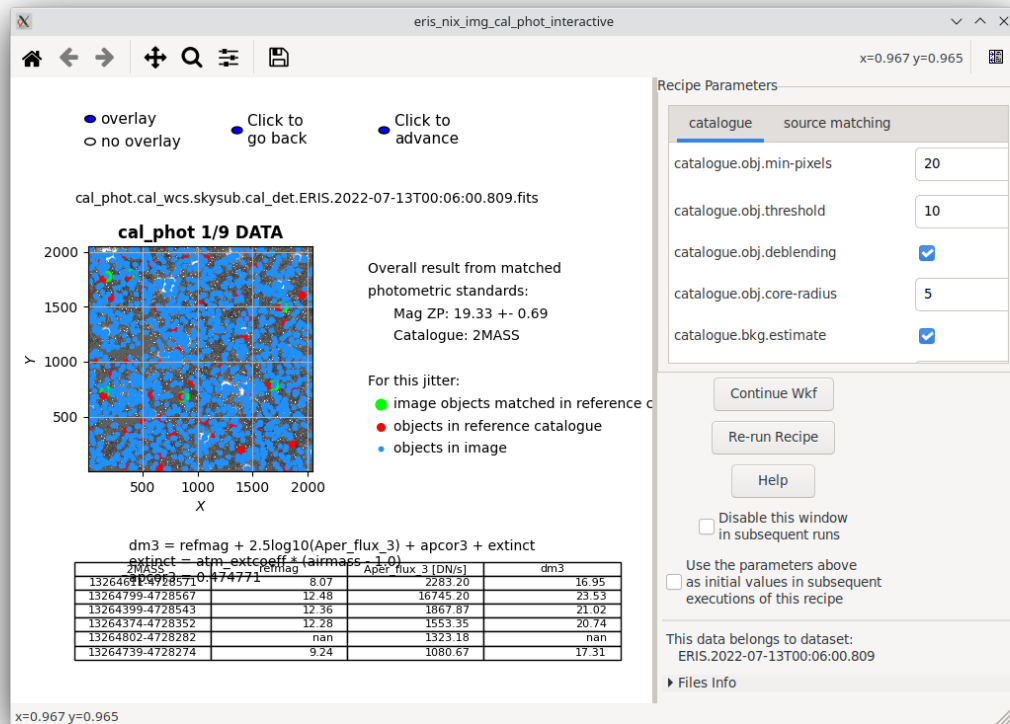 eris_nix_img_cal_phot_interactive
x=0.967 y=0.965
Recipe Parameters
overlay
no overlay
Click to
go back
Click to
advance
cal_phot.cal_wcs.skysub.cal_det.ERIS.2022-07-13T00:06:00.809.fits
cal_phot 1/9 DATA
2000
1500
1000
500
Y
500 1000 1500 2000
X
Overall result from matched
photometric standards:
Mag ZP: 19.33 +- 0.69
Catalogue: 2MASS
For this jitter:
image objects matched in reference c
objects in reference catalogue
objects in image
dm3 = refmag + 2.5log10(Aper_flux_3) + apcor3 + extinct
extinct = atm_extcoeff * (airmass - 1.0)
apcor3 = 0.474771
2MASS refmag Aper_flux_3 [DN/s] dm3
-4728571 8.07 2283.20 16.95
13264799-4728567 12.48 16745.20 23.53
13264399-4728543 12.36 1867.87 21.02
13264374-4728352 12.28 1553.35 20.74
13264802-4728282 nan 1323.18 nan
13264739-4728274 9.24 1080.67 17.31
catalogue source matching
catalogue.obj.min-pixels 20
catalogue.obj.threshold 10
catalogue.obj.deblending
catalogue.obj.core-radius 5
catalogue.bkg.estimate
Continue Wkf
Re-run Recipe
Help
Disable this window
in subsequent runs
Use the parameters above
as initial values in subsequent
executions of this recipe
This data belongs to dataset:
ERIS.2022-07-13T00:06:00.809
Files Info
x=0.967 y=0.965